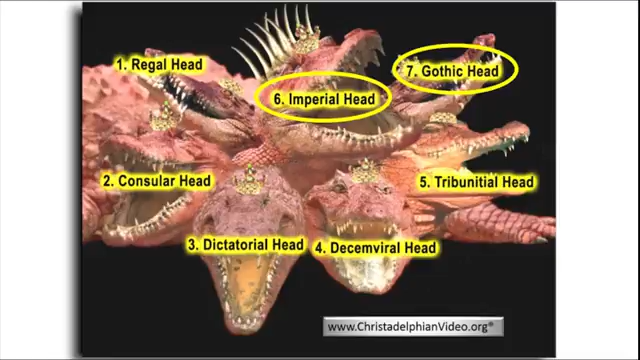 1. Regal Head
6. Imperial Head
7. Gothic Head
2. Consular Head
5. Tribunitial Head
3. Dictatorial Head
4. Decemviral Head
www.ChristadelphianVideo.org®